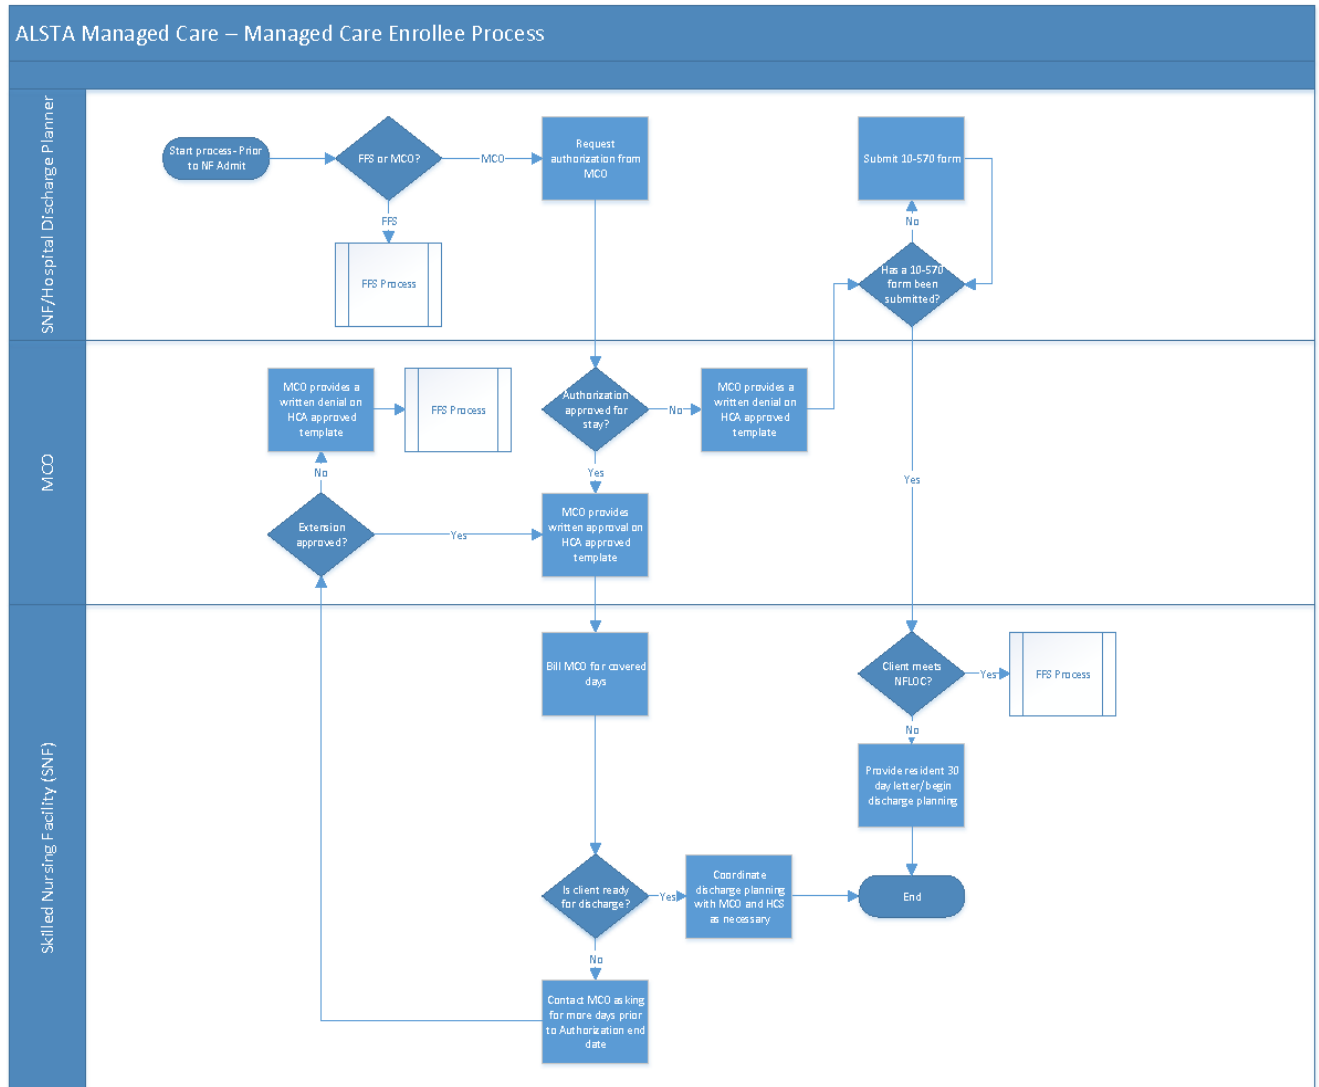 ALSTA Managed Care – Managed Care Enrollee Process
SNF/Hospital Discharge Planner
Start process- Prior
to NF Admit
FFS or MCO?
MCO
Request
authorization from
MCO
Submit 10-570 form
FFS
No
FFS Process
Has a 10-570
form been
submitted?
MCO
MCO provides a
written denial on
HCA approved
template
FFS Process
Authorization
approved for
stay?
No
MCO provides a
written denial on
HCA approved
template
No
Yes
Yes
Extension
approved?
Yes
MCO provides
written approval on
HCA approved
template
Skilled Nursing Facility (SNF)
Bill MCO for covered
days
Client meets
NFLOC?
Yes
FFS Process
No
Provide resident 30
day letter/begin
discharge planning
Is client ready
for discharge?
Yes
Coordinate
discharge planning
with MCO and HCS
as necessary
End
No
Contact MCO asking
for more days prior
to Authorization end
date